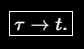 τ → t.